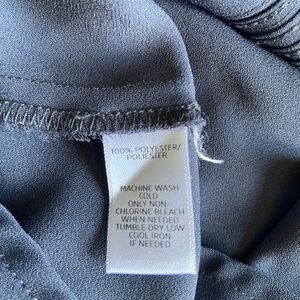 100% POLYESTER/
POLIESTER
MACHINE WASH
COLD
ONLY NON-
CHLORINE BLEACH
WHEN NEEDED
TUMBLE DRY LOW
COOL IRON
IF NEEDED